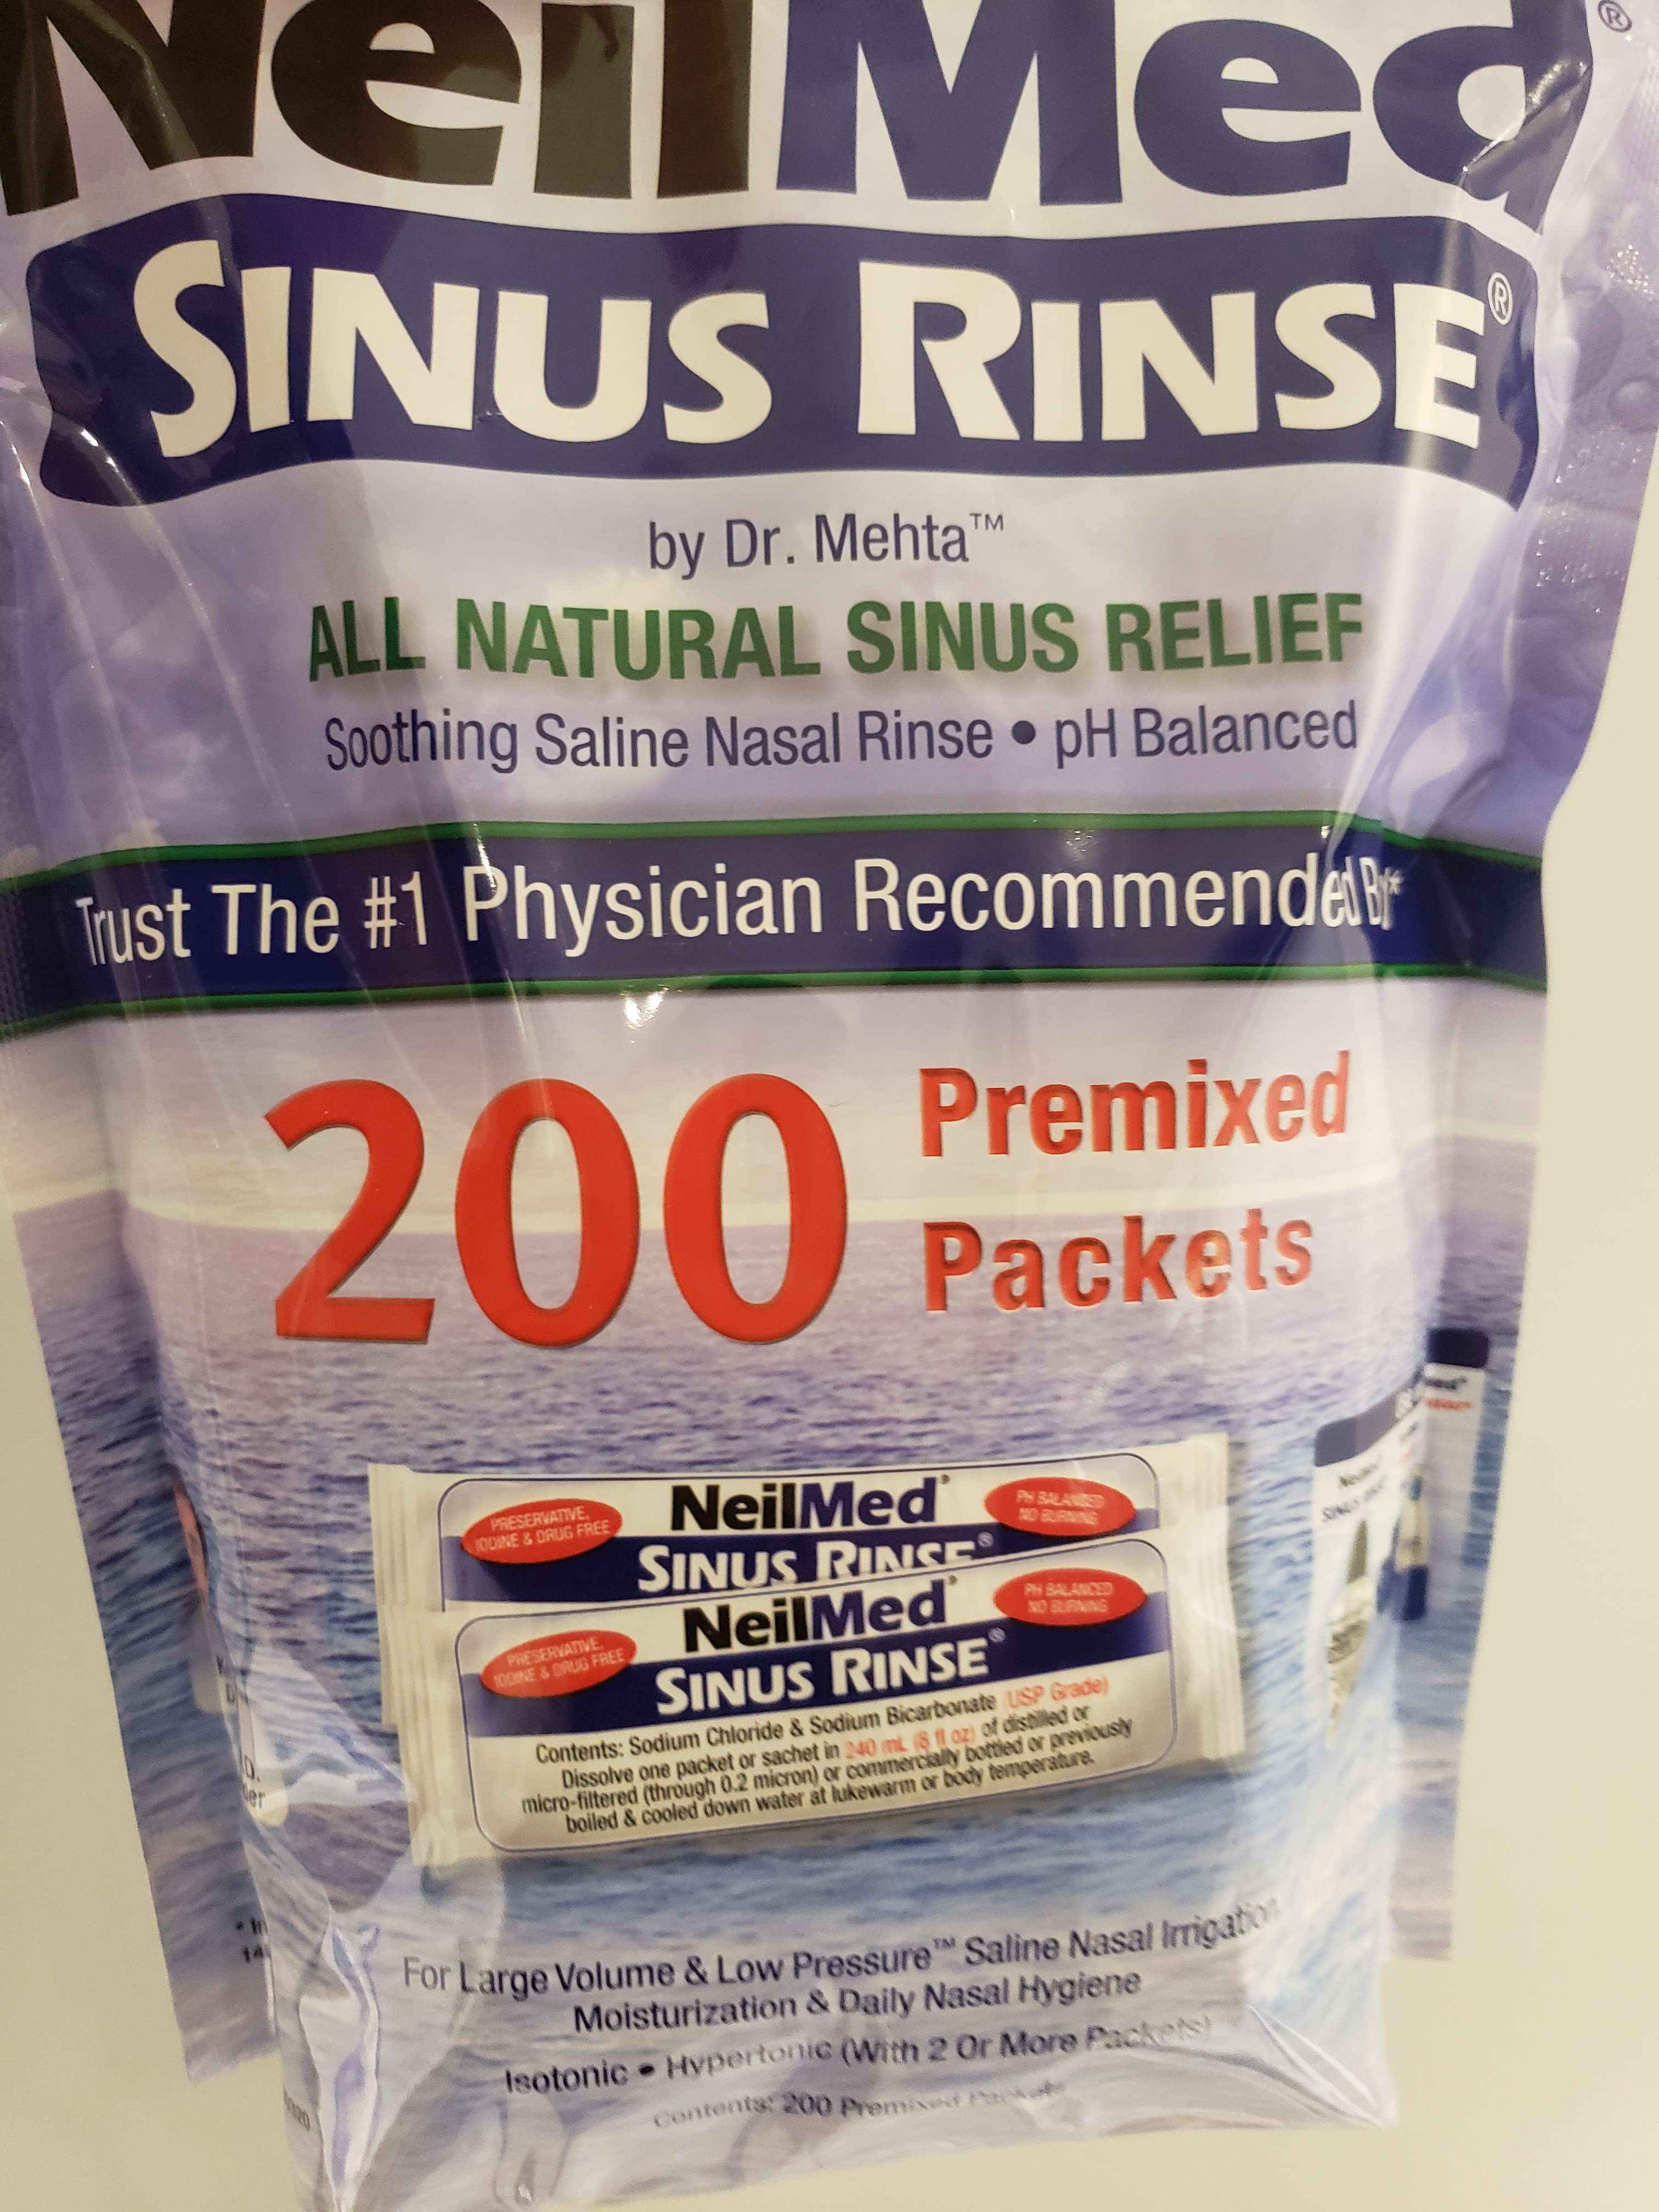 NeilMed®
SINUS RINSE®
by Dr. Mehta™
ALL NATURAL SINUS RELIEF
Soothing Saline Nasal Rinse • pH Balanced
Trust The #1 Physician Recommended By*
200 Premixed
Packets
PRESERVATIVE,
IODINE & DRUG FREE
NeilMed®
PH BALANCED
NO BURNING
SINUS RINSE®
PRESERVATIVE,
IODINE & DRUG FREE
NeilMed®
PH BALANCED
NO BURNING
SINUS RINSE®
Contents: Sodium Chloride & Sodium Bicarbonate (USP Grade)
Dissolve one packet or sachet in 240 mL (8 fl oz) of distilled or
micro-filtered (through 0.2 micron) or commercially bottled or previously
boiled & cooled down water at lukewarm or body temperature.
For Large Volume & Low Pressure™ Saline Nasal Irrigation
Moisturization & Daily Nasal Hygiene
Isotonic • Hypertonic (With 2 Or More Packets)
Contents: 200 Premixed Packets